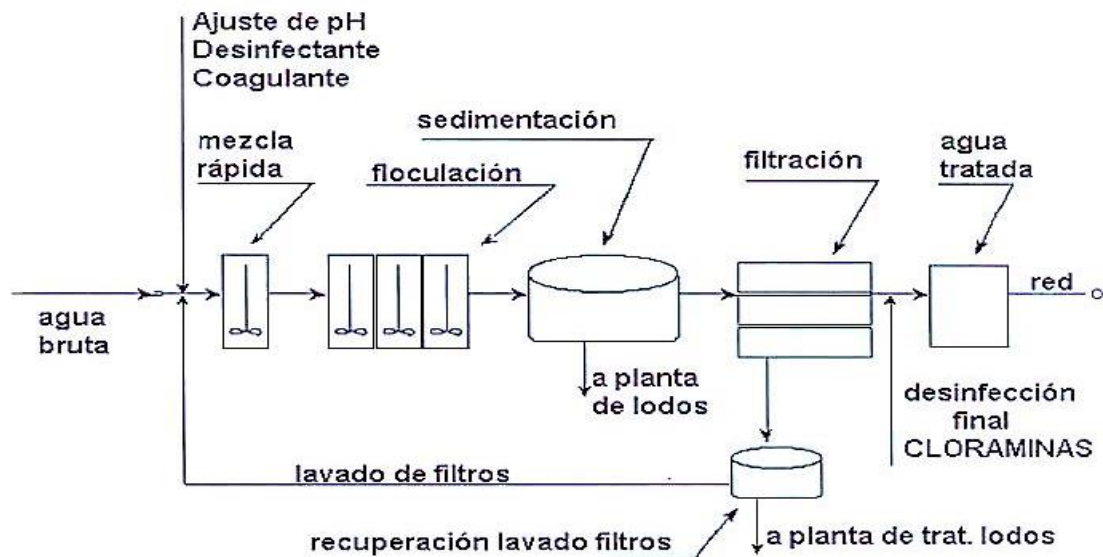 Ajuste de pH
Desinfectante
Coagulante
mezcla
rápida
floculación
sedimentación
filtración
agua
tratada
agua
bruta
red
a planta
de lodos
desinfección
final
CLORAMINAS
lavado de filtros
recuperación lavado filtros
a planta de trat. lodos